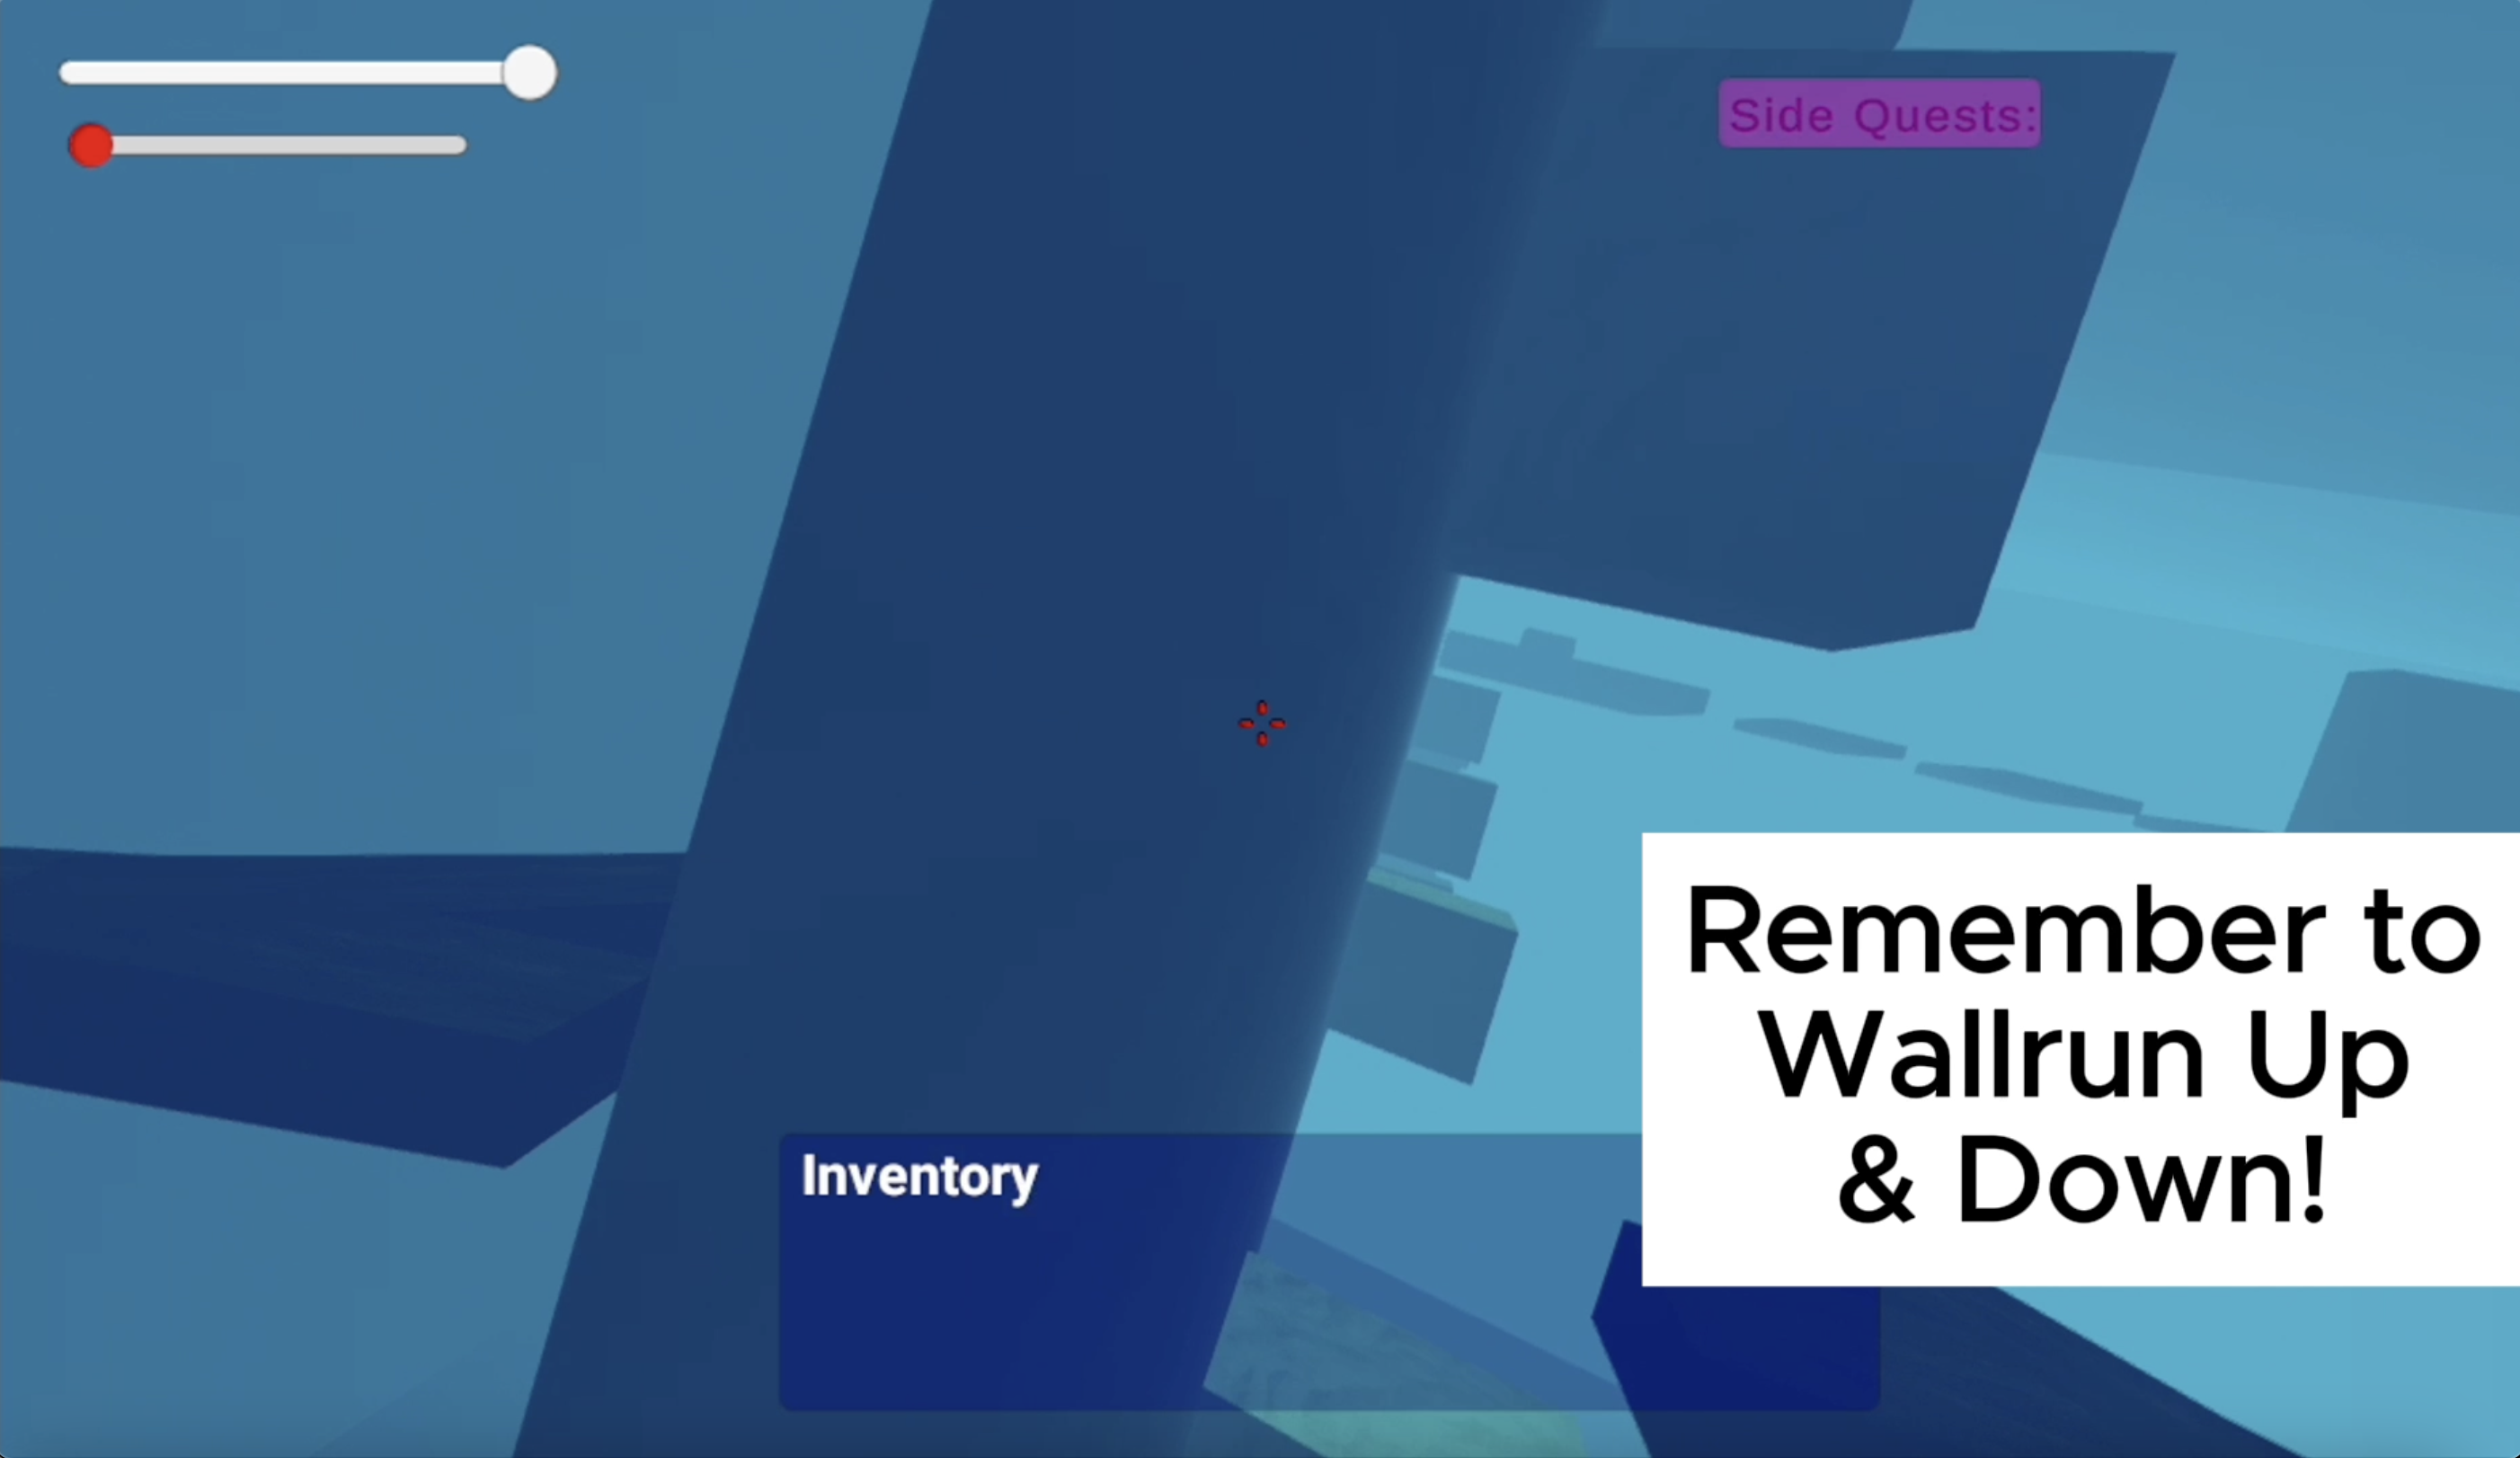 Side Quests:
Remember to
Wallrun Up
& Down!
Inventory